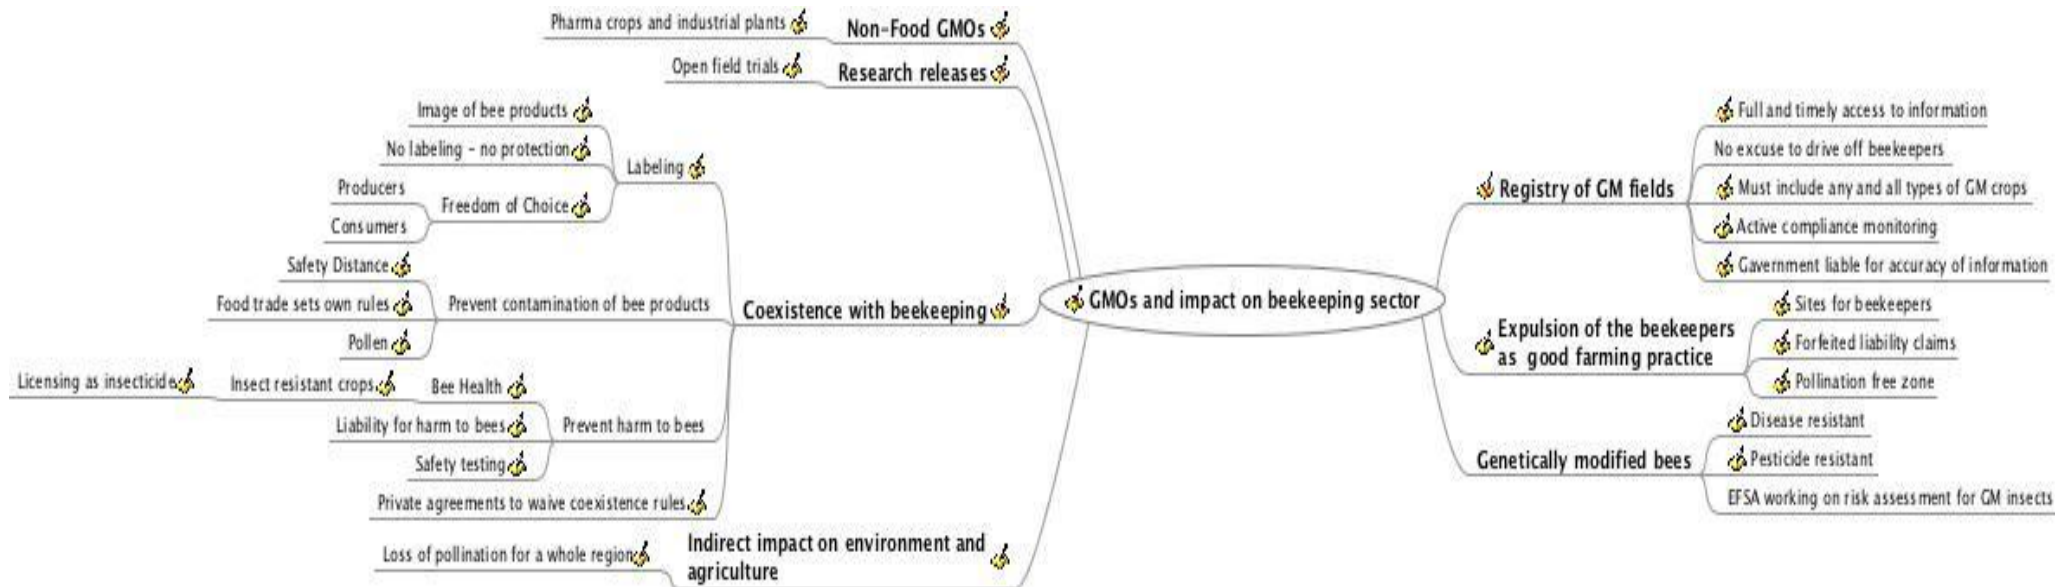 Pharma crops and industrial plants
Non-Food GMOs
Open field trials
Research releases
Image of bee products
No labeling - no protection
Labeling
Producers
Freedom of Choice
Consumers
Safety Distance
Food trade sets own rules
Prevent contamination of bee products
Pollen
Coexistence with beekeeping
Licensing as insecticide
Insect resistant crops
Bee Health
Liability for harm to bees
Prevent harm to bees
Safety testing
Private agreements to waive coexistence rules
Loss of pollination for a whole region
Indirect impact on environment and
agriculture
GMOs and impact on beekeeping sector
Registry of GM fields
Full and timely access to information
No excuse to drive off beekeepers
Must include any and all types of GM crops
Active compliance monitoring
Gavernment liable for accuracy of information
Expulsion of the beekeepers
as good farming practice
Sites for beekeepers
Forfeited liability claims
Pollination free zone
Genetically modified bees
Disease resistant
Pesticide resistant
EFSA working on risk assessment for GM insects